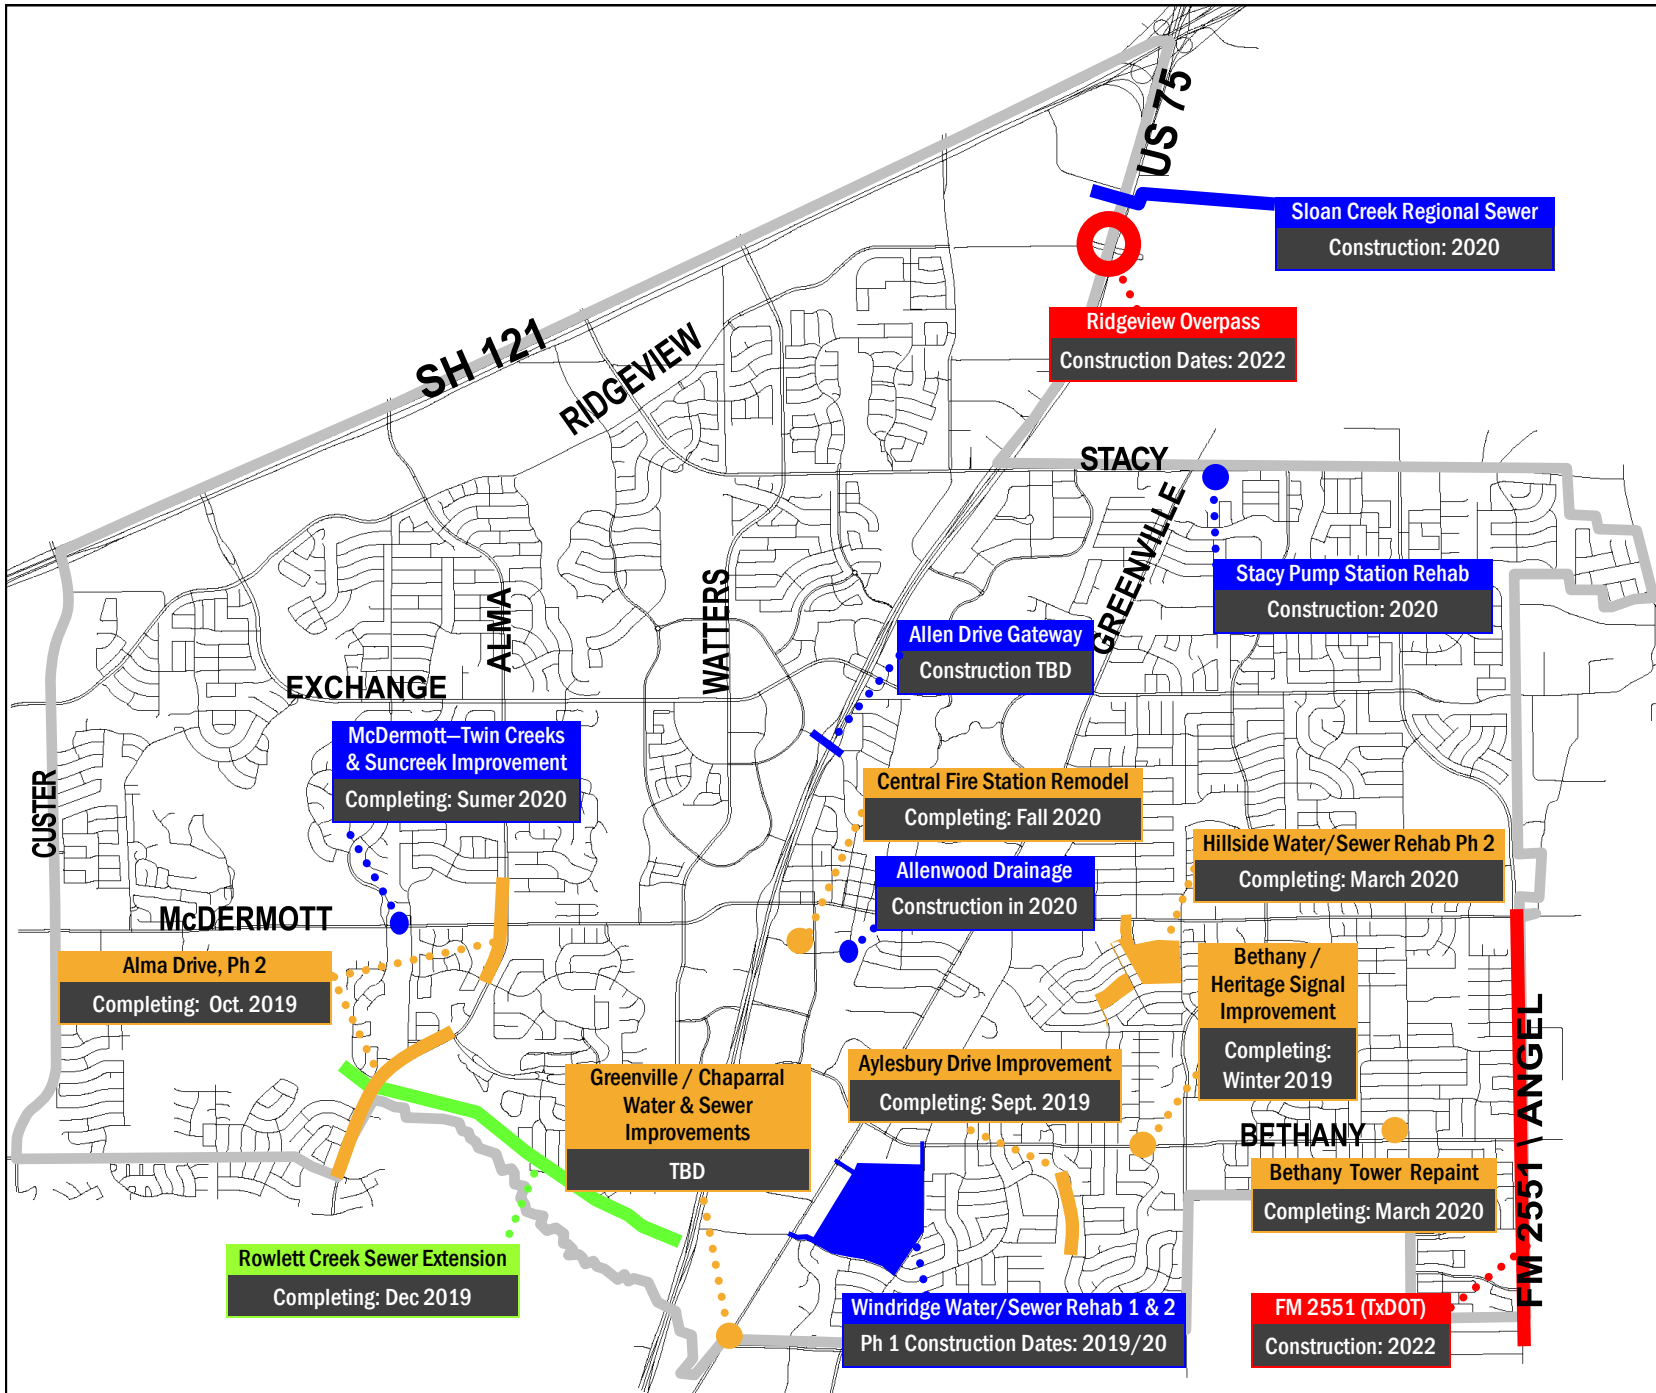 US 75
Sloan Creek Regional Sewer
Construction: 2020
Ridgeview Overpass
Construction Dates: 2022
SH 121
RIDGEVIEW
STACY
GREENVILLE
Stacy Pump Station Rehab
Construction: 2020
ALMA
WATTERS
Allen Drive Gateway
Construction TBD
EXCHANGE
McDermott—Twin Creeks
& Suncreek Improvement
Completing: Sumer 2020
CUSTER
Central Fire Station Remodel
Completing: Fall 2020
Hillside Water/Sewer Rehab Ph 2
Completing: March 2020
Allenwood Drainage
Construction in 2020
McDERMOTT
Alma Drive, Ph 2
Completing: Oct. 2019
Bethany /
Heritage Signal
Improvement
Completing:
Winter 2019
FM 2551 \ ANGEL
Greenville / Chaparral
Water & Sewer
Improvements
TBD
Aylesbury Drive Improvement
Completing: Sept. 2019
BETHANY
Bethany Tower Repaint
Completing: March 2020
Rowlett Creek Sewer Extension
Completing: Dec 2019
Windridge Water/Sewer Rehab 1 & 2
Ph 1 Construction Dates: 2019/20
FM 2551 (TxDOT)
Construction: 2022